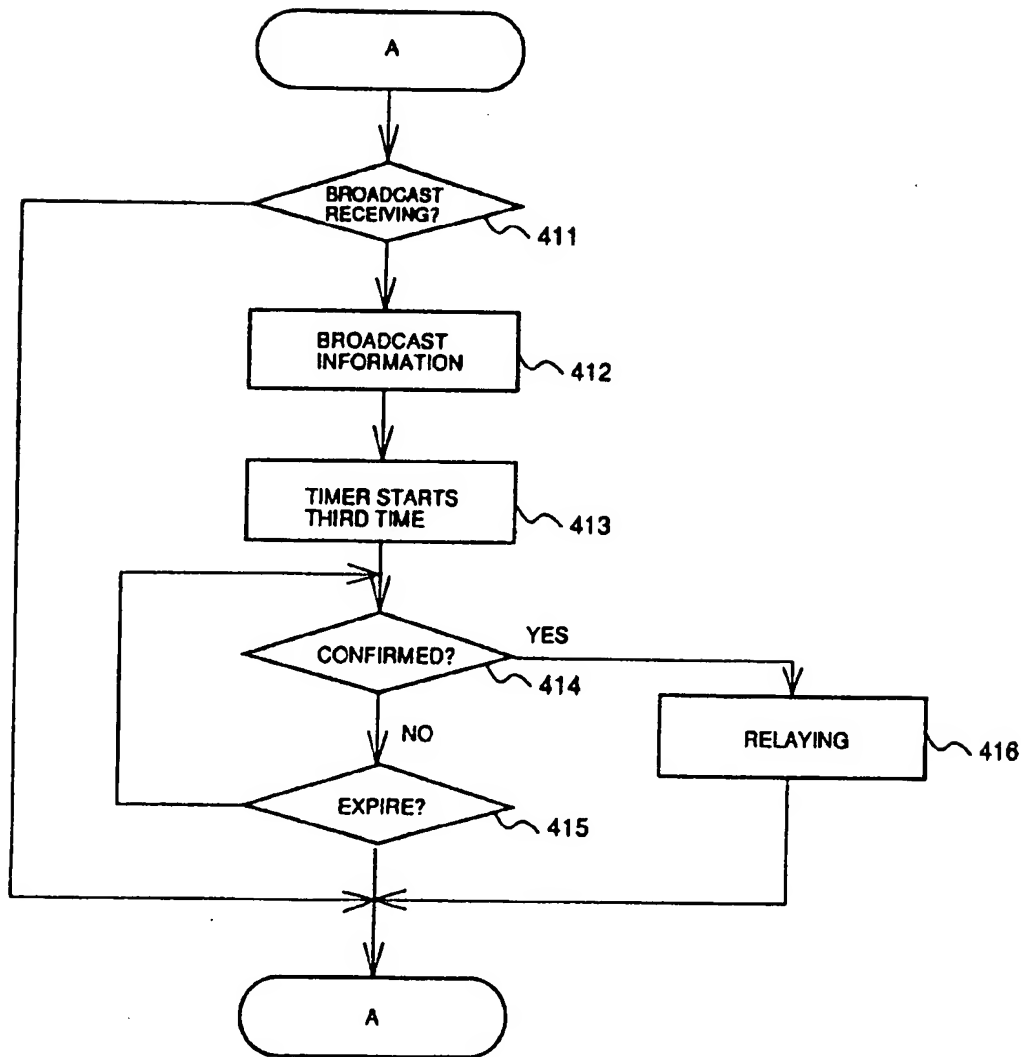 A
BROADCAST
RECEIVING?
411
BROADCAST
INFORMATION
412
TIMER STARTS
THIRD TIME
413
CONFIRMED?
YES
414
NO
RELAYING
416
EXPIRE?
415
A